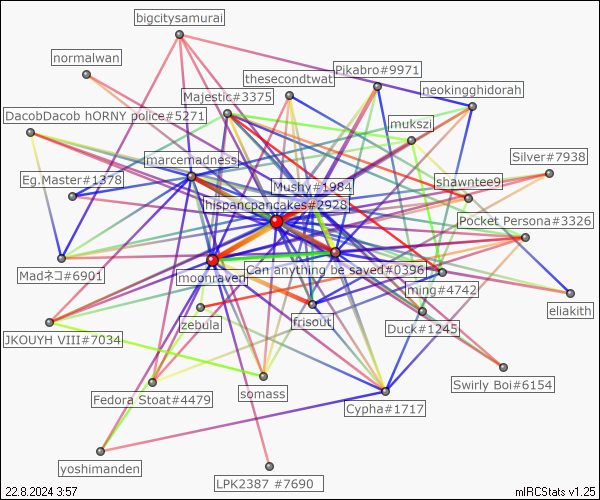 bigcitysamurai
normalwan
Pikabro#9971
thesecondtwat
neokingghidorah
Majestic#3375
DacobDacob hORNY police#5271
mukszi
marcemadness
Silver#7938
Eg.Master#1378
Mushy#1984
shawntee9
hispanicpancakes#2928
Pocket Persona#3326
Madネコ#6901
moonraven
Can anything be saved#0396
ming#4742
eliakith
zebula
frisout
Duck#1245
JKOUYH VIII#7034
Swirly Boi#6154
Fedora Stoat#4479
somass
Cypha#1717
yoshimanden
LPK2387 #7690
22.8.2024 3:57
mIRCStats v1.25